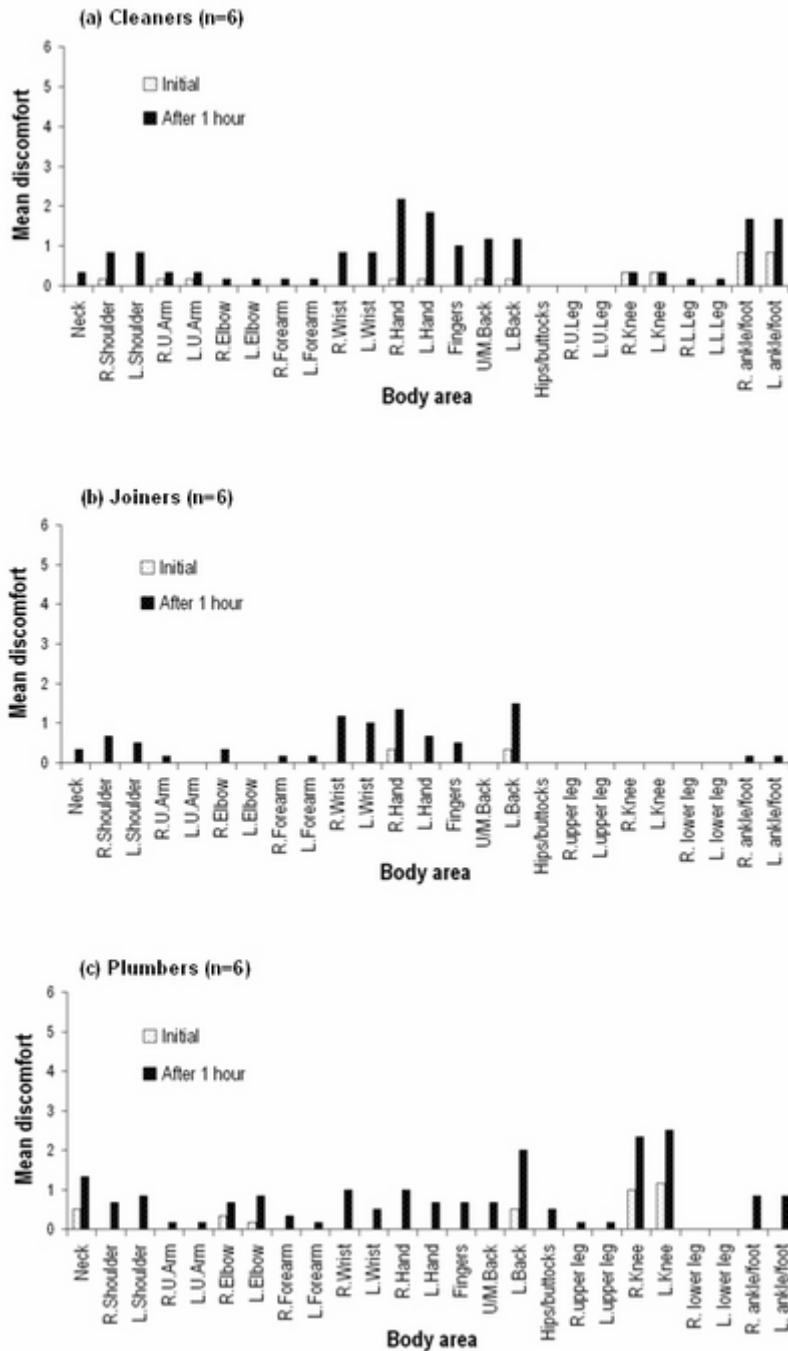 (a) Cleaners (n=6)
6
5
4
3
2
1
0
Mean discomfort
Initial
After 1 hour
Neck
R.Shoulder
L.Shoulder
R.U.Arm
L.U.Arm
R.Elbow
L.Elbow
R.Forearm
L.Forearm
R.Wrist
L.Wrist
R.Hand
L.Hand
Fingers
U/M.Back
L.Back
Hips/buttocks
R.U.Leg
L.U.Leg
R.Knee
L.Knee
R.L.Leg
L.L.Leg
R. ankle/foot
L. ankle/foot
Body area
(b) Joiners (n=6)
6
5
4
3
2
1
0
Mean discomfort
Initial
After 1 hour
Neck
R.Shoulder
L.Shoulder
R.U.Arm
L.U.Arm
R.Elbow
L.Elbow
R.Forearm
L.Forearm
R.Wrist
L.Wrist
R.Hand
L.Hand
Fingers
U/M.Back
L.Back
Hips/buttocks
R.upper leg
L.upper leg
R.Knee
L.Knee
R. lower leg
L. lower leg
R. ankle/foot
L. ankle/foot
Body area
(c) Plumbers (n=6)
6
5
4
3
2
1
0
Mean discomfort
Initial
After 1 hour
Neck
R.Shoulder
L.Shoulder
R.U.Arm
L.U.Arm
R.Elbow
L.Elbow
R.Forearm
L.Forearm
R.Wrist
L.Wrist
R.Hand
L.Hand
Fingers
U/M.Back
L.Back
Hips/buttocks
R.upper leg
L.upper leg
R.Knee
L.Knee
R. lower leg
L. lower leg
R. ankle/foot
L. ankle/foot
Body area